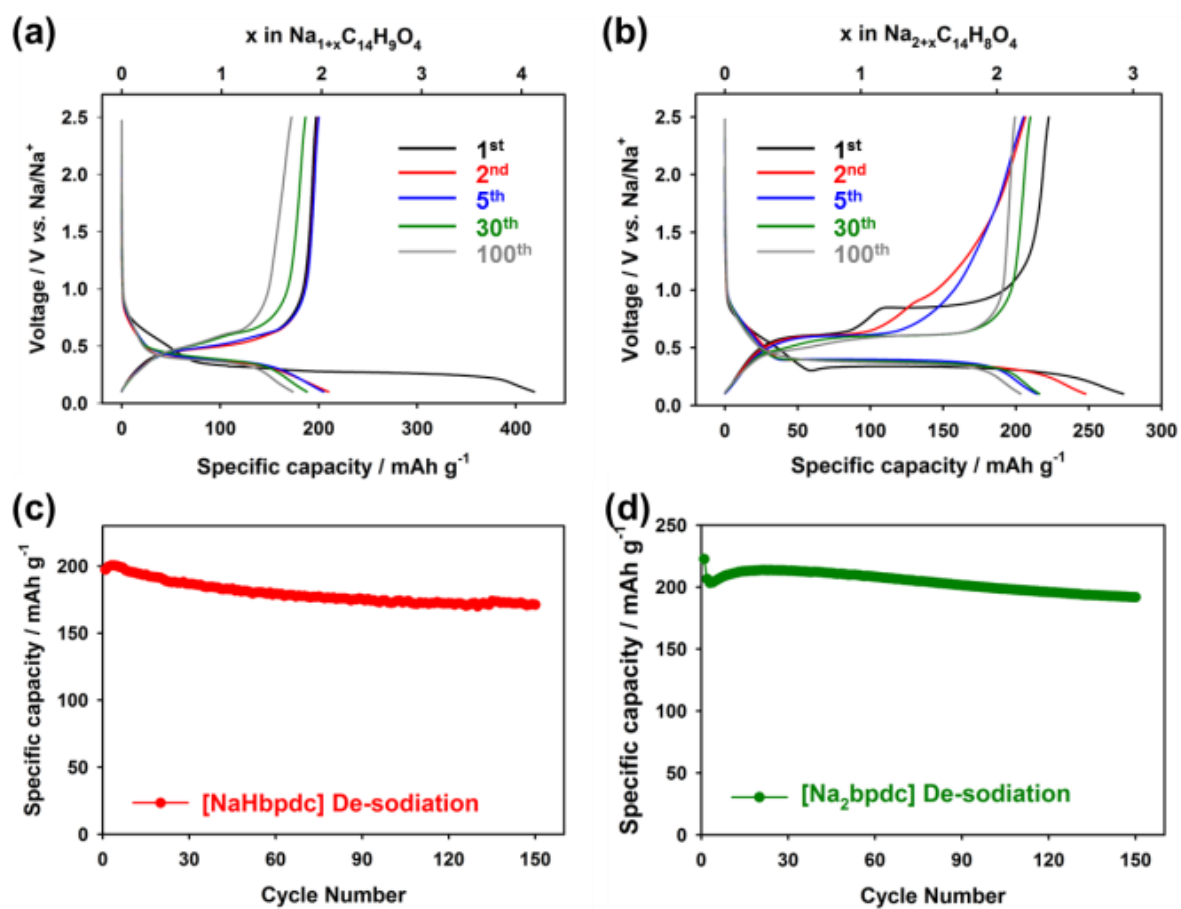 (a)
x in Na1+xC14H9O4
0 1 2 3 4
Voltage / V vs. Na/Na+
2.5
2.0
1.5
1.0
0.5
0.0
1st
2nd
5th
30th
100th
0 100 200 300 400
Specific capacity / mAh g-1
(b)
x in Na2+xC14H8O4
0 1 2 3
Voltage / V vs. Na/Na+
2.5
2.0
1.5
1.0
0.5
0.0
1st
2nd
5th
30th
100th
0 50 100 150 200 250 300
Specific capacity / mAh g-1
(c)
Specific capacity / mAh g-1
200
150
100
50
0
[NaHbpdc] De-sodiation
0 30 60 90 120 150
Cycle Number
(d)
Specific capacity / mAh g-1
250
200
150
100
50
0
[Na2bpdc] De-sodiation
0 30 60 90 120 150
Cycle Number